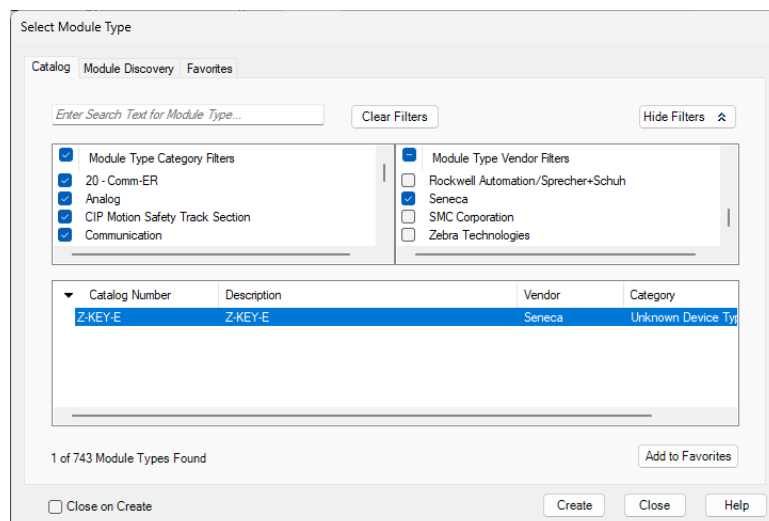 Select Module Type
Catalog Module Discovery Favorites
Enter Search Text for Module Type...
Clear Filters
Hide Filters
Module Type Category Filters
20 - Comm-ER
Analog
CIP Motion Safety Track Section
Communication
Module Type Vendor Filters
Rockwell Automation/Sprecher+Schuh
Seneca
SMC Corporation
Zebra Technologies
Catalog Number Description Vendor Category
Z-KEY-E Z-KEY-E Seneca Unknown Device Typ
1 of 743 Module Types Found
Add to Favorites
Close on Create
Create Close Help